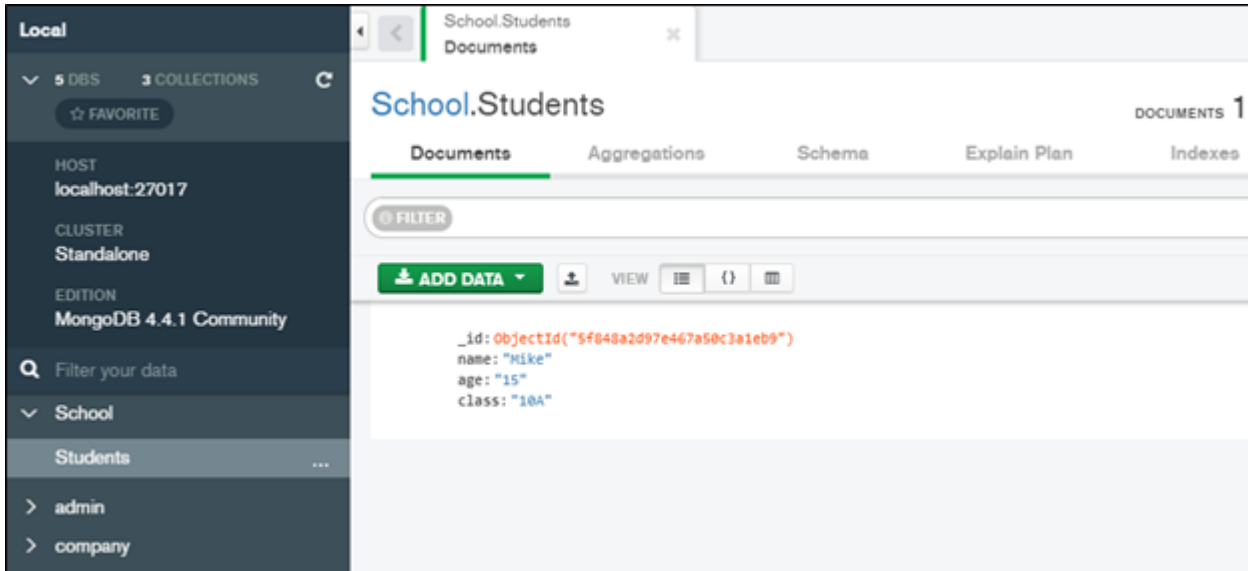 Local
5 DBS 3 COLLECTIONS
FAVORITE
HOST
localhost:27017
CLUSTER
Standalone
EDITION
MongoDB 4.4.1 Community
Filter your data
School
Students ...
admin
company
School.Students
Documents
School.Students
DOCUMENTS 1
Documents Aggregations Schema Explain Plan Indexes
FILTER
ADD DATA VIEW {}
_id: ObjectId("5f848a2d97e467a50c3a1eb9")
name: "Mike"
age: "15"
class: "10A"